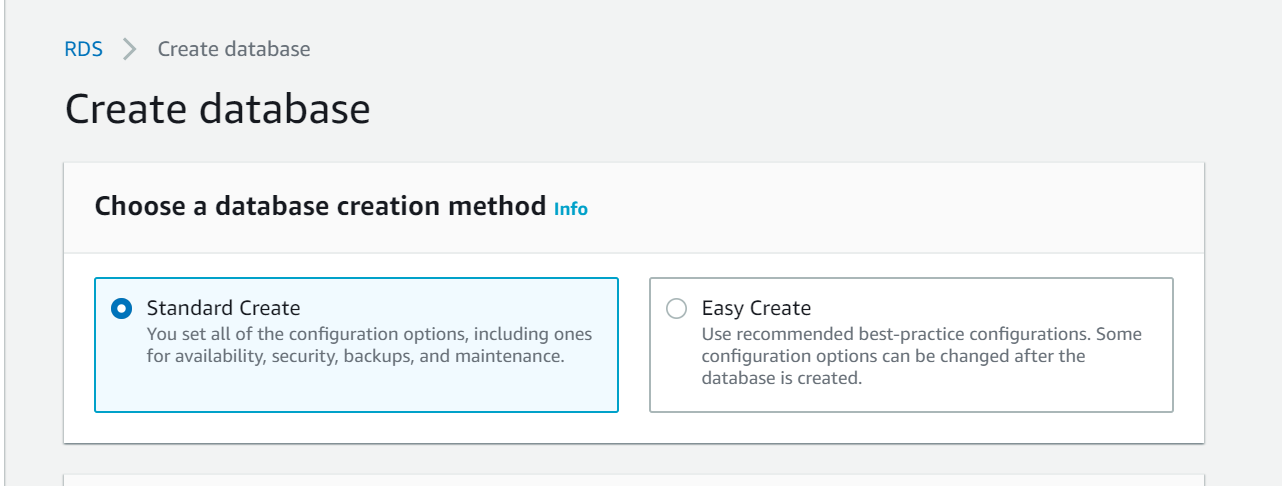 RDS > Create database
Create database
Choose a database creation method Info
Standard Create
You set all of the configuration options, including ones
for availability, security, backups, and maintenance.
Easy Create
Use recommended best-practice configurations. Some
configuration options can be changed after the
database is created.